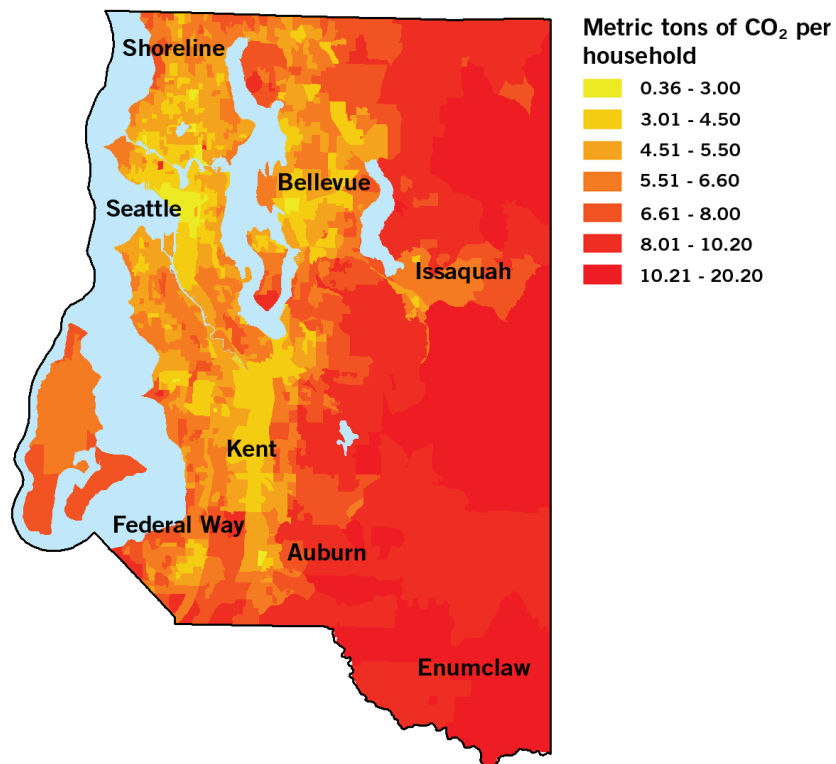 Metric tons of CO₂ per
household
0.36 - 3.00
3.01 - 4.50
4.51 - 5.50
5.51 - 6.60
6.61 - 8.00
8.01 - 10.20
10.21 - 20.20
Shoreline
Bellevue
Seattle
Issaquah
Kent
Federal Way
Auburn
Enumclaw